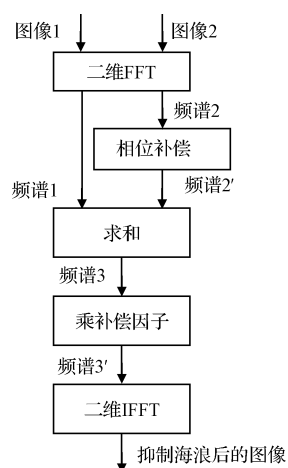 图像1
图像2
二维FFT
频谱2
相位补偿
频谱1
频谱2′
求和
频谱3
乘补偿因子
频谱3′
二维IFFT
抑制海浪后的图像